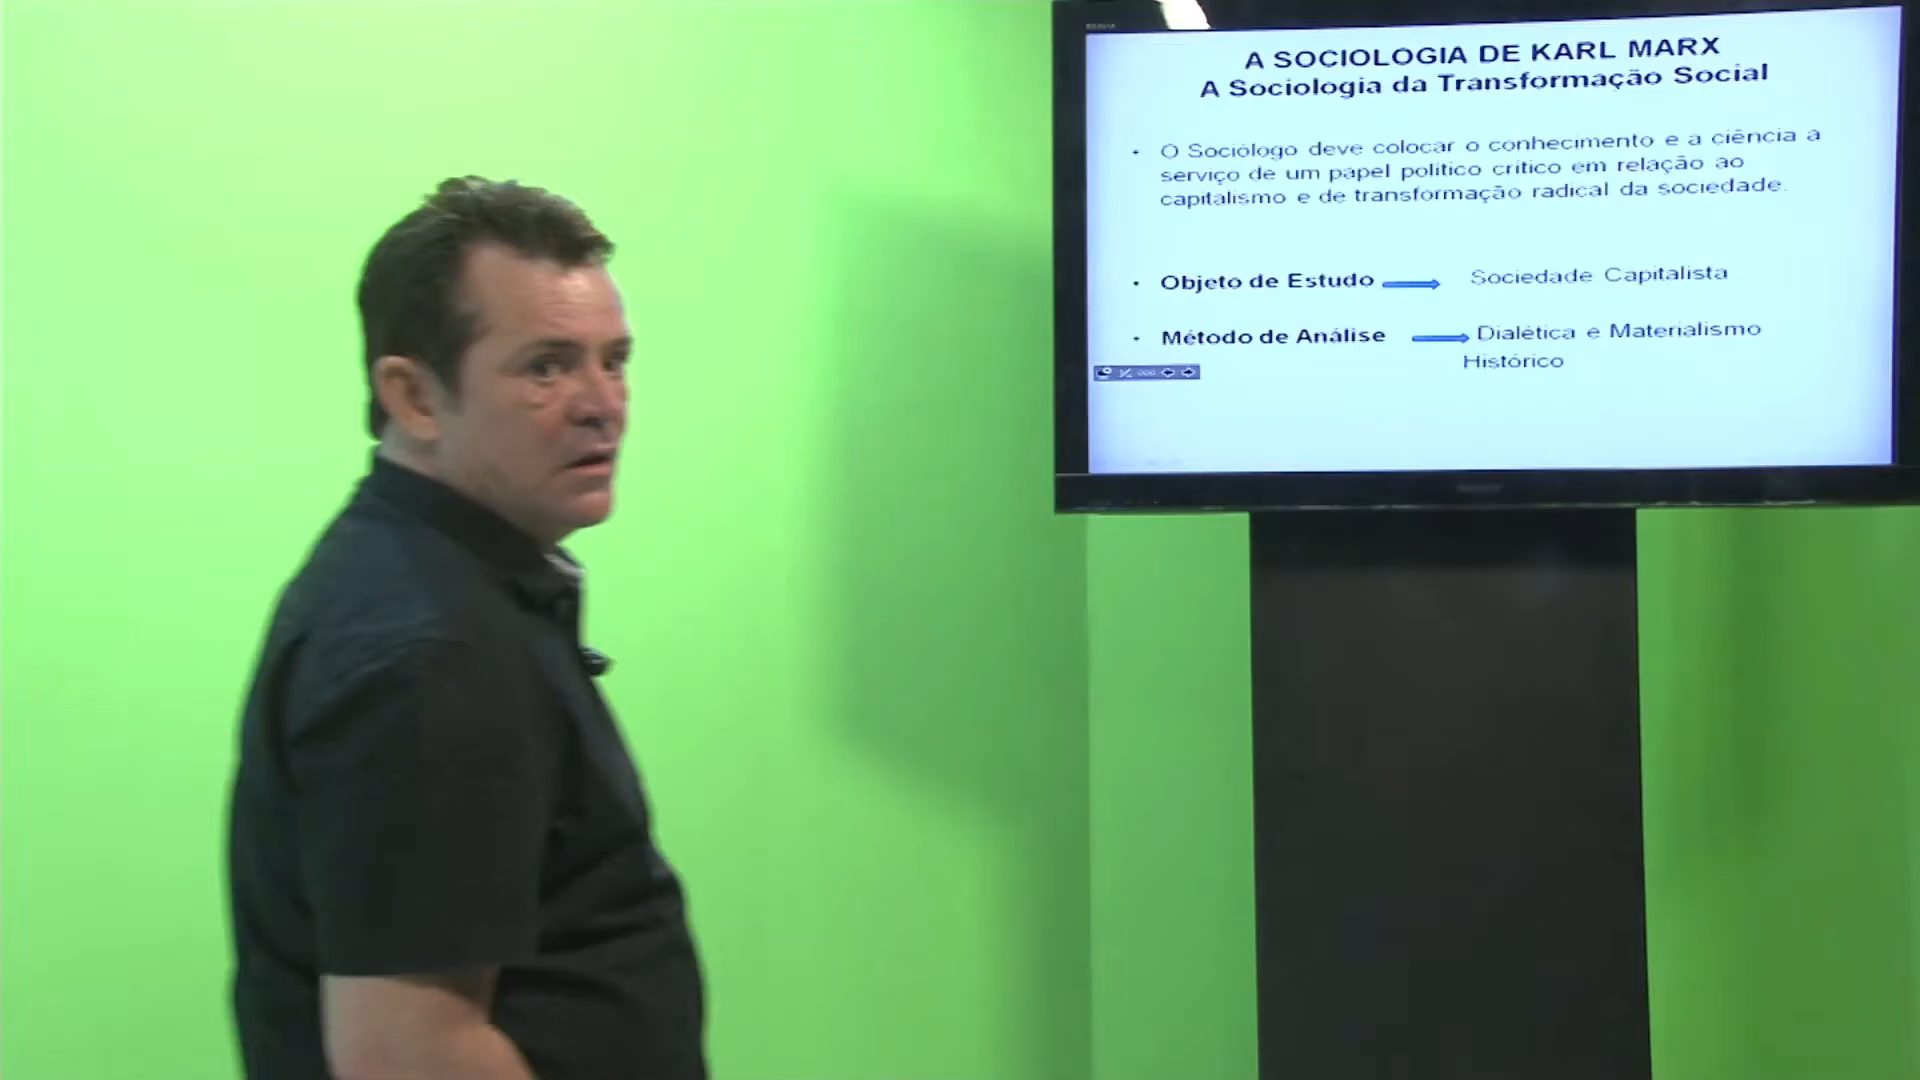 A SOCIOLOGIA DE KARL MARX
A Sociologia da Transformação Social
• O Sociólogo deve colocar o conhecimento e a ciência a
serviço de um papel político crítico em relação ao
capitalismo e de transformação radical da sociedade.
• Objeto de Estudo Sociedade Capitalista
• Método de Análise Dialética e Materialismo
Histórico